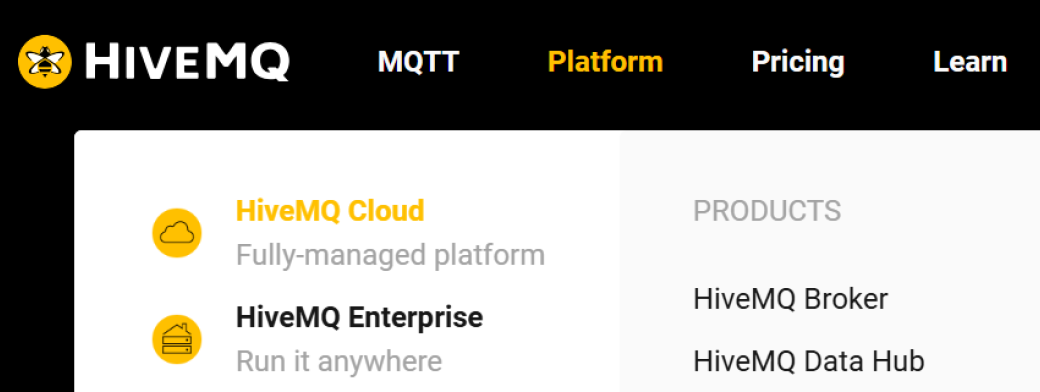 HIVEMQ MQTT Platform Pricing Learn
HiveMQ Cloud
Fully-managed platform
HiveMQ Enterprise
Run it anywhere
PRODUCTS
HiveMQ Broker
HiveMQ Data Hub